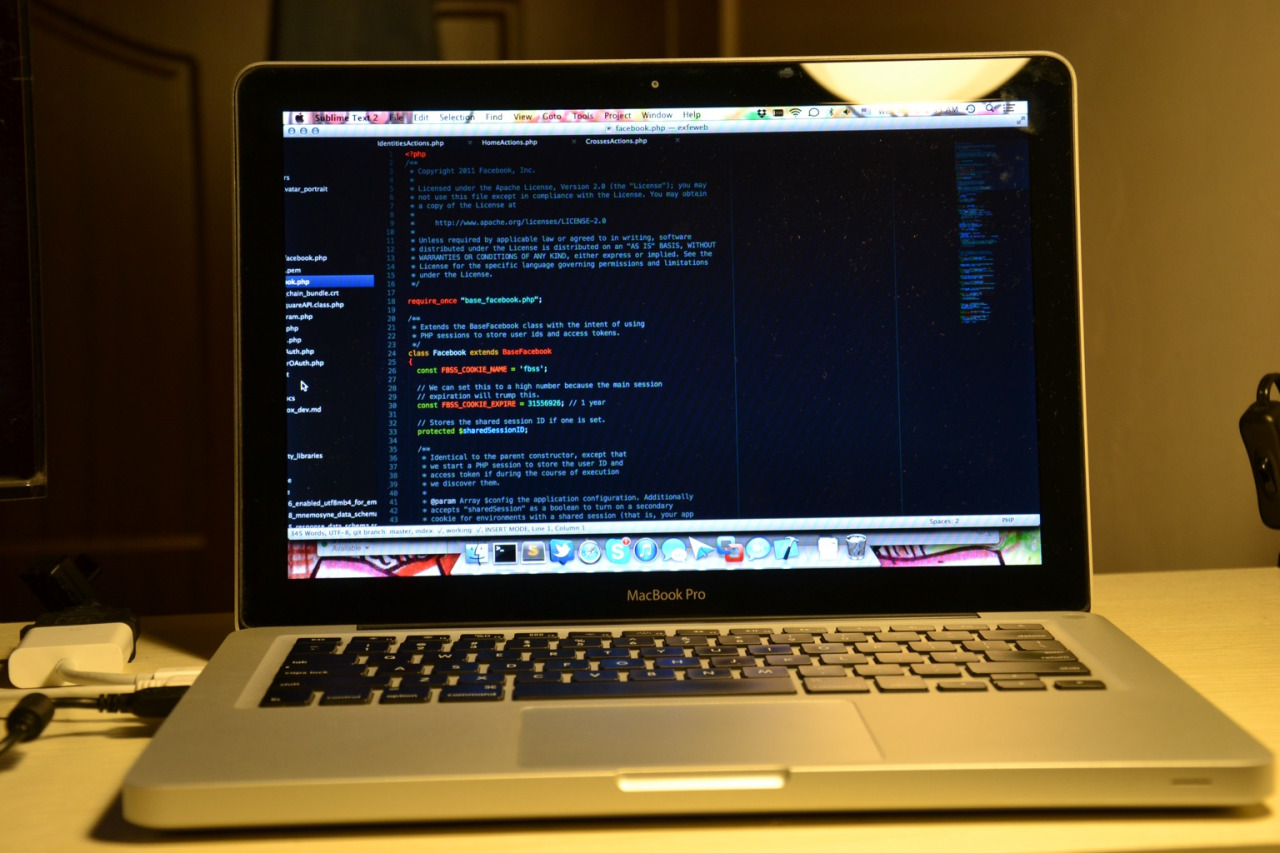 Sublime Text 2 File Edit Selection Find View Goto Tools Project Window Help
facebook.php — exfeweb
IdentitiesActions.php HomeActions.php CrossesActions.php
rs
vatar_portrait
facebook.php
.pem
ok.php
chain_bundle.crt
quareAPI.class.php
ram.php
php
.php
Auth.php
rOAuth.php
t
ocs
ox_dev.md
ty_libraries
e
e
6_enabled_utf8mb4_for_em
8_mnemosyne_data_schema
5_response_data_schema.sq
1 <?php
2 /**
3 * Copyright 2011 Facebook, Inc.
4 *
5 * Licensed under the Apache License, Version 2.0 (the "License"); you may
6 * not use this file except in compliance with the License. You may obtain
7 * a copy of the License at
8 *
9 * http://www.apache.org/licenses/LICENSE-2.0
10 *
11 * Unless required by applicable law or agreed to in writing, software
12 * distributed under the License is distributed on an "AS IS" BASIS, WITHOUT
13 * WARRANTIES OR CONDITIONS OF ANY KIND, either express or implied. See the
14 * License for the specific language governing permissions and limitations
15 * under the License.
16 */
17
18 require_once "base_facebook.php";
19
20 /**
21 * Extends the BaseFacebook class with the intent of using
22 * PHP sessions to store user ids and access tokens.
23 */
24 class Facebook extends BaseFacebook
25 {
26 const FBSS_COOKIE_NAME = 'fbss';
27
28 // We can set this to a high number because the main session
29 // expiration will trump this.
30 const FBSS_COOKIE_EXPIRE = 31556926; // 1 year
31
32 // Stores the shared session ID if one is set.
33 protected $sharedSessionID;
34
35 /**
36 * Identical to the parent constructor, except that
37 * we start a PHP session to store the user ID and
38 * access token if during the course of execution
39 * we discover them.
40 *
41 * @param Array $config the application configuration. Additionally
42 * accepts "sharedSession" as a boolean to turn on a secondary
43 * cookie for environments with a shared session (that is, your app
345 Words, UTF-8, git branch: master, index: ✓, working: ✓, INSERT MODE, Line 1, Column 1 Spaces: 2 PHP
Available
MacBook Pro
tab
caps lock
shift
control option command